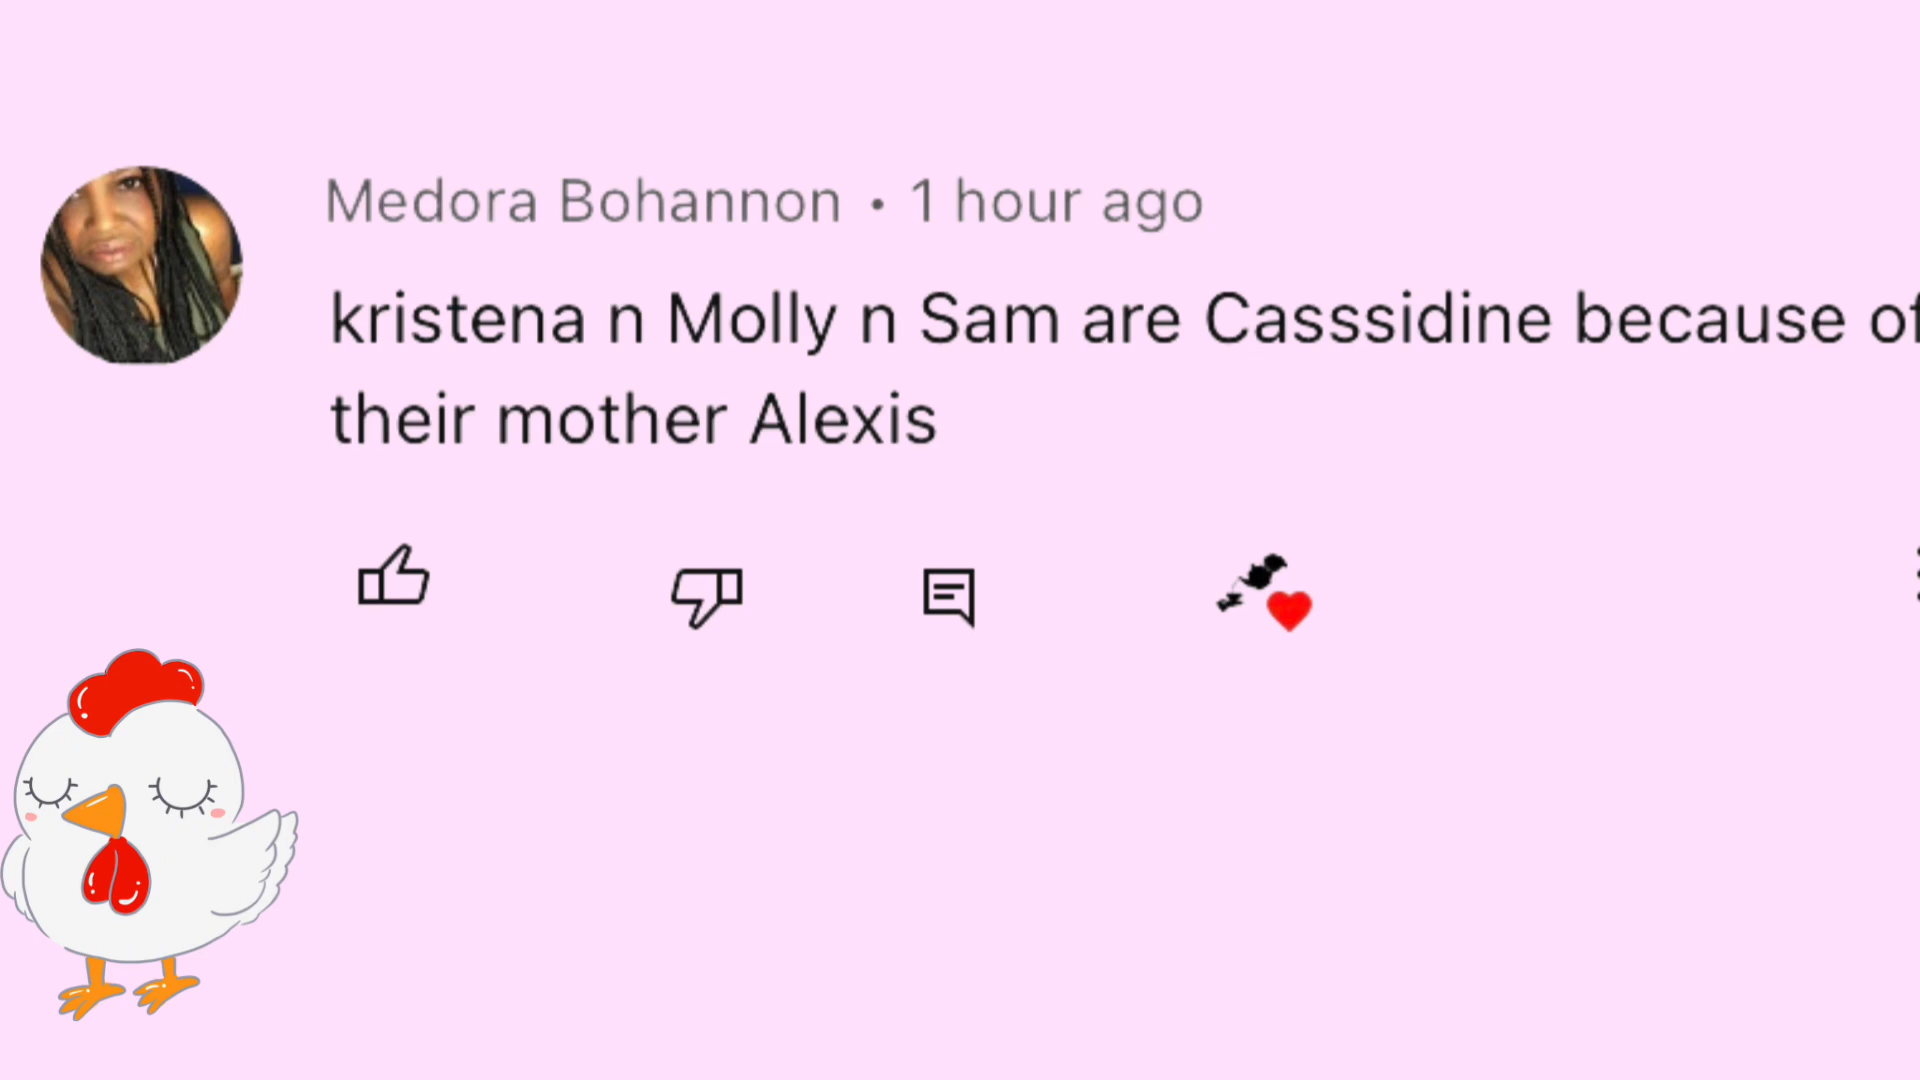 Medora Bohannon · 1 hour ago
kristena n Molly n Sam are Casssidine because of
their mother Alexis